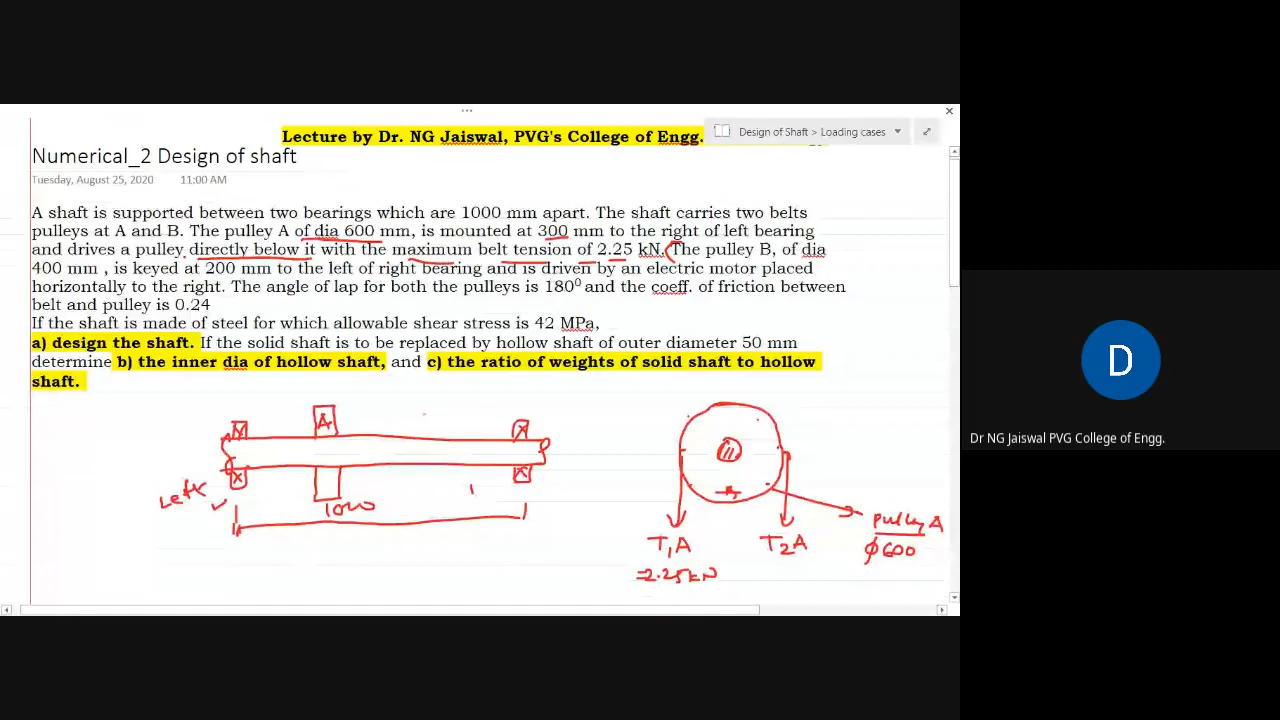 Lecture by Dr. NG Jaiswal, PVG's College of Engg.
Design of Shaft > Loading cases
Numerical_2 Design of shaft
Tuesday, August 25, 2020 11:00 AM
A shaft is supported between two bearings which are 1000 mm apart. The shaft carries two belts
pulleys at A and B. The pulley A of dia 600 mm, is mounted at 300 mm to the right of left bearing
and drives a pulley directly below it with the maximum belt tension of 2.25 kN. The pulley B, of dia
400 mm , is keyed at 200 mm to the left of right bearing and is driven by an electric motor placed
horizontally to the right. The angle of lap for both the pulleys is 180⁰ and the coeff. of friction between
belt and pulley is 0.24
If the shaft is made of steel for which allowable shear stress is 42 MPa,
a) design the shaft. If the solid shaft is to be replaced by hollow shaft of outer diameter 50 mm
determine b) the inner dia of hollow shaft, and c) the ratio of weights of solid shaft to hollow
shaft.
A
Left
1000
T₁A
=2.25kN
T₂A
pulley A
ϕ600
D
Dr NG Jaiswal PVG College of Engg.